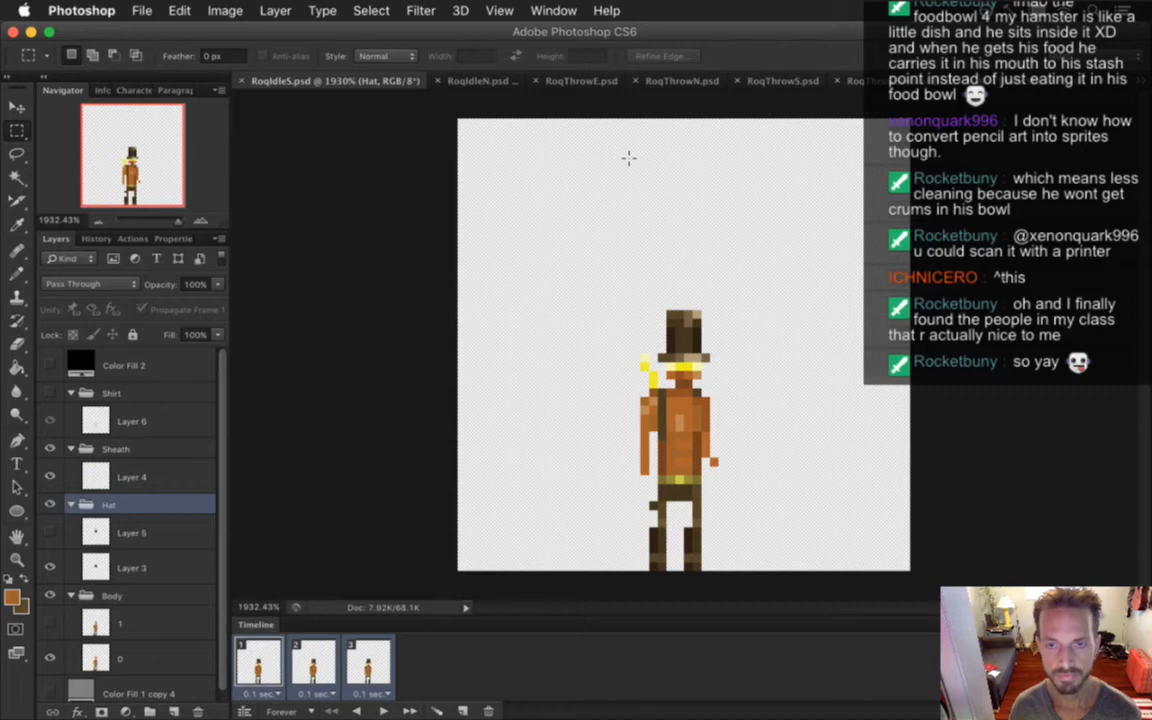 Photoshop File Edit Image Layer Type Select Filter 3D View Window Help
Adobe Photoshop CS6
Feather: 0 px Anti-alias Style: Normal Width: Height: Refine Edge...
RoqIdleS.psd @ 1930% (Hat, RGB/8*) RoqIdleN.psd ... RoqThrowE.psd RoqThrowN.psd RoqThrowS.psd
Navigator Info Characte Paragra
1932.43%
Layers History Actions Propertie
Kind
Pass Through Opacity: 100%
Unify: Propagate Frame 1
Lock: Fill: 100%
Color Fill 2
Shirt
Layer 6
Sheath
Layer 4
Hat
Layer 5
Layer 3
Body
1
0
Color Fill 1 copy 4
fx
1932.43% Doc: 7.92K/68.1K
Timeline
1 2 3
0.1 sec. 0.1 sec. 0.1 sec.
Forever
foodbowl 4 my hamster is like a
little dish and he sits inside it XD
and when he gets his food he
carries it in his mouth to his stash
point instead of just eating it in his
food bowl
xenonquark996 : I don't know how
to convert pencil art into sprites
though.
Rocketbuny : which means less
cleaning because he wont get
crums in his bowl
Rocketbuny : @xenonquark996
u could scan it with a printer
ICHNICERO : ^this
Rocketbuny : oh and I finally
found the people in my class
that r actually nice to me
Rocketbuny : so yay